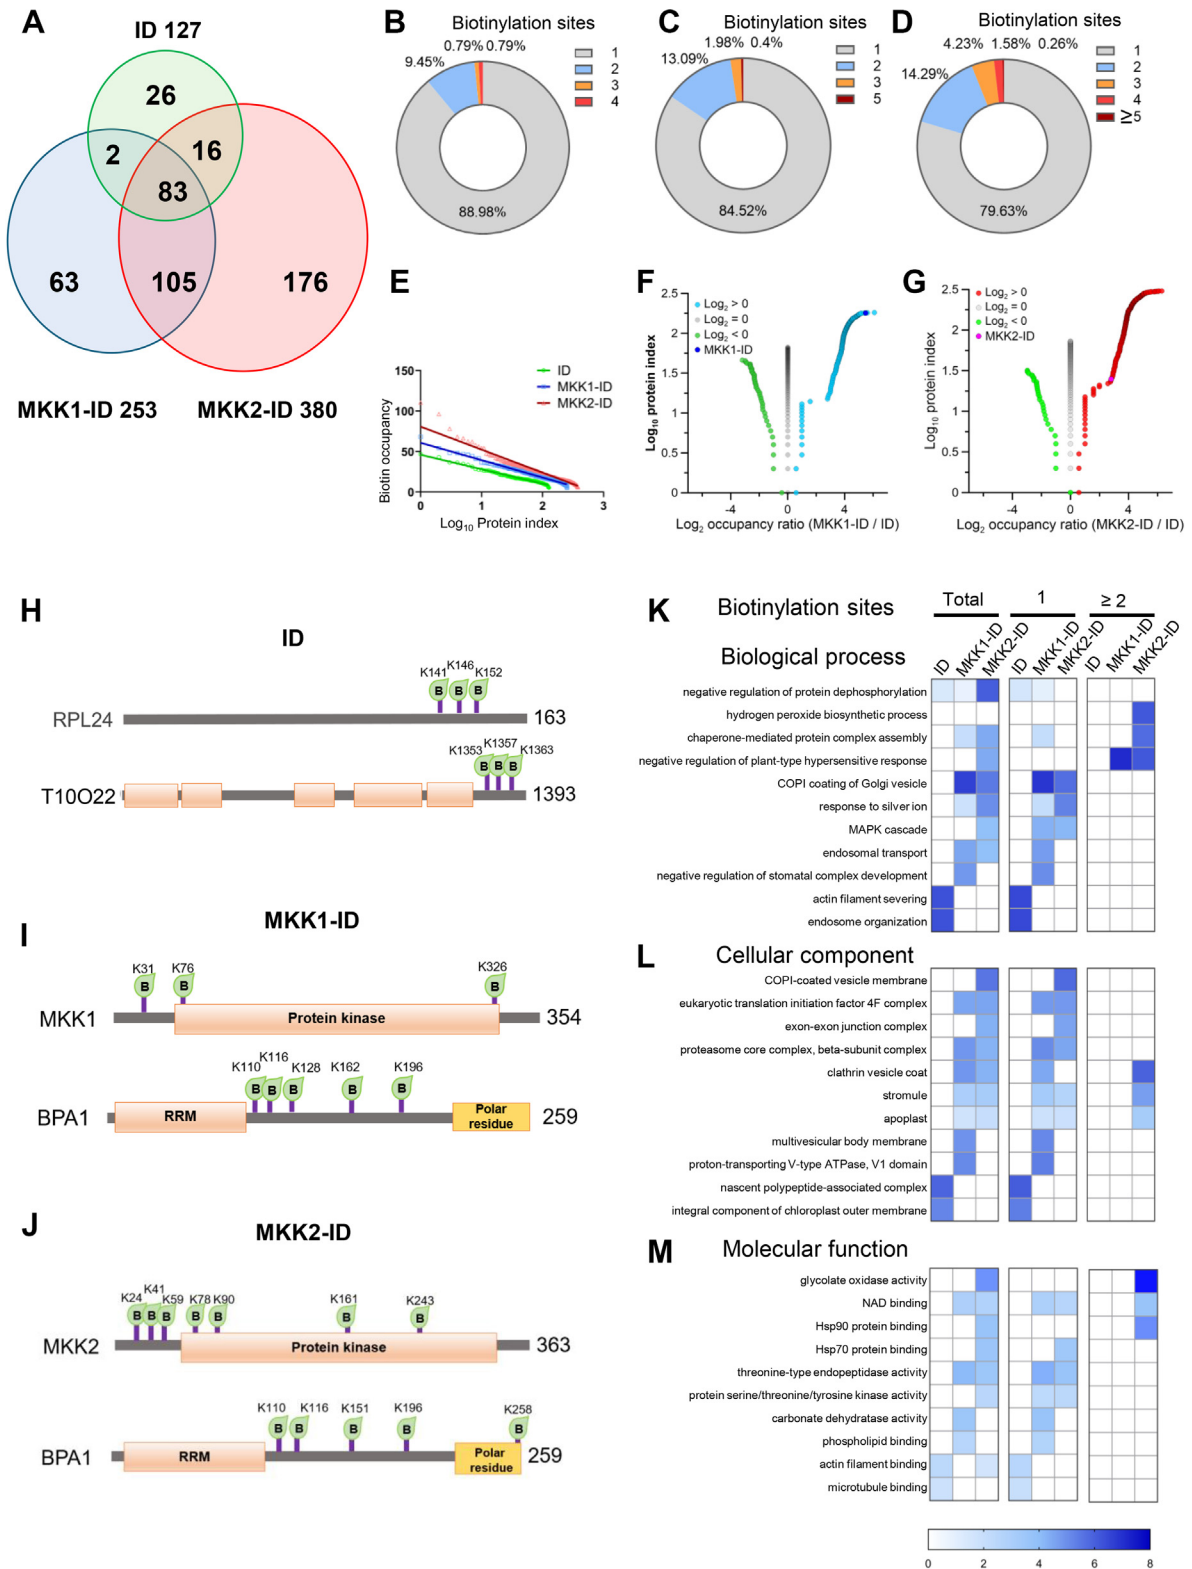 A
ID 127
26
2
16
83
63
105
176
MKK1-ID 253
MKK2-ID 380
B
Biotinylation sites
0.79% 0.79%
9.45%
88.98%
1
2
3
4
C
Biotinylation sites
1.98% 0.4%
13.09%
84.52%
1
2
3
5
D
Biotinylation sites
4.23% 1.58% 0.26%
14.29%
79.63%
1
2
3
4
≥5
E
Biotin occupancy
150
100
50
0
0 1 2 3
Log10 Protein index
ID
MKK1-ID
MKK2-ID
F
Log10 protein index
2.5
2
1.5
1
0.5
0
-4 0 4
Log2 occupancy ratio (MKK1-ID / ID)
Log2 > 0
Log2 = 0
Log2 < 0
MKK1-ID
G
Log10 protein index
2.5
2
1.5
1
0.5
0
-4 0 4
Log2 occupancy ratio (MKK2-ID / ID)
Log2 > 0
Log2 = 0
Log2 < 0
MKK2-ID
H
ID
K141 K146 K152
B B B
RPL24
163
K1353 K1357 K1363
B B B
T10O22
1393
I
MKK1-ID
K31 K76 K326
B B B
MKK1
Protein kinase
354
K110 K116 K128 K162 K196
B B B B B
BPA1
RRM
Polar
residue
259
J
MKK2-ID
K24 K41 K59 K78 K90 K161 K243
B B B B B B B
MKK2
Protein kinase
363
K110 K116 K151 K196 K258
B B B B B
BPA1
RRM
Polar
residue
259
K
Biotinylation sites
Total 1 ≥ 2
ID MKK1-ID MKK2-ID ID MKK1-ID MKK2-ID ID MKK1-ID MKK2-ID
Biological process
negative regulation of protein dephosphorylation
hydrogen peroxide biosynthetic process
chaperone-mediated protein complex assembly
negative regulation of plant-type hypersensitive response
COPI coating of Golgi vesicle
response to silver ion
MAPK cascade
endosomal transport
negative regulation of stomatal complex development
actin filament severing
endosome organization
L
Cellular component
COPI-coated vesicle membrane
eukaryotic translation initiation factor 4F complex
exon-exon junction complex
proteasome core complex, beta-subunit complex
clathrin vesicle coat
stromule
apoplast
multivesicular body membrane
proton-transporting V-type ATPase, V1 domain
nascent polypeptide-associated complex
integral component of chloroplast outer membrane
M
Molecular function
glycolate oxidase activity
NAD binding
Hsp90 protein binding
Hsp70 protein binding
threonine-type endopeptidase activity
protein serine/threonine/tyrosine kinase activity
carbonate dehydratase activity
phospholipid binding
actin filament binding
microtubule binding
0 2 4 6 8